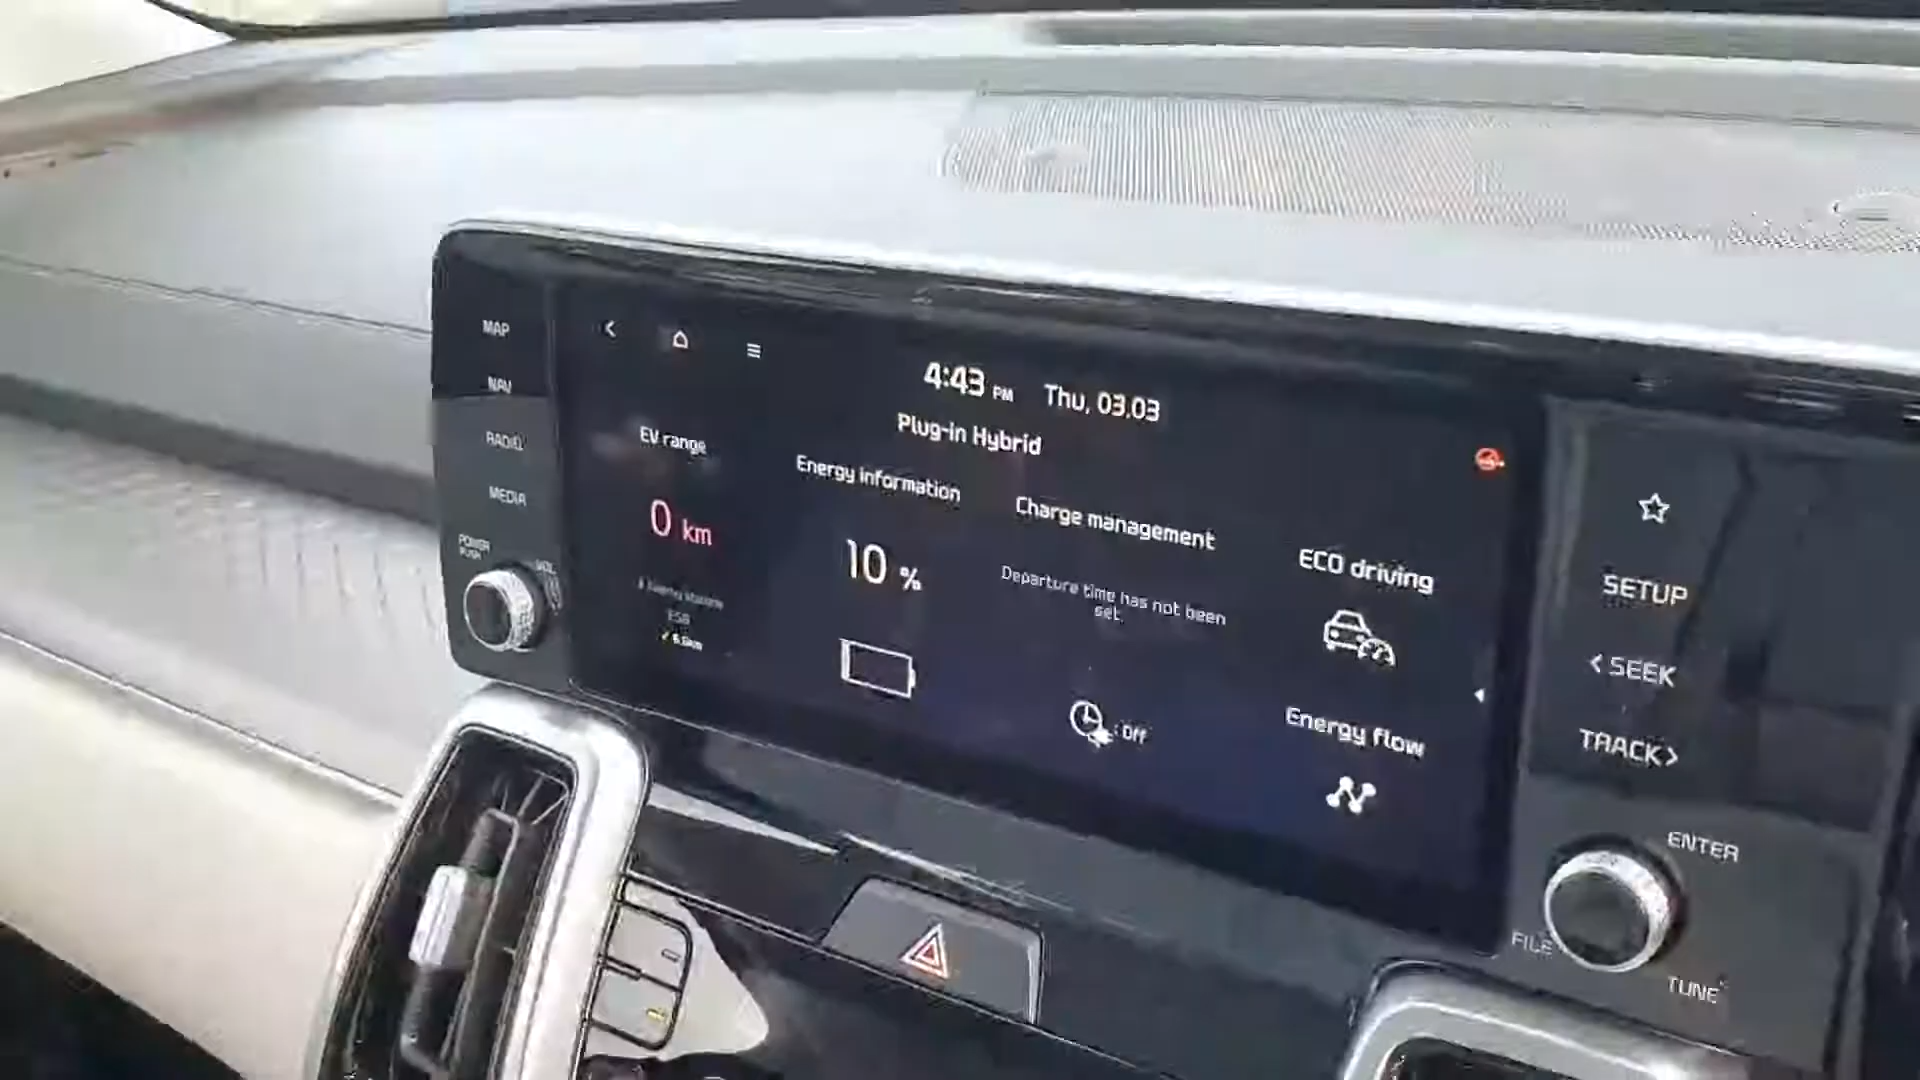 MAP
NAV
RADIO
MEDIA
POWER
PUSH
VOL
4:43 PM Thu, 03.03
Plug-in Hybrid
EV range
0 km
ESB
Energy information
10 %
Charge management
Departure time has not been
set.
: Off
ECO driving
Energy flow
SETUP
< SEEK
TRACK >
ENTER
FILE
TUNE